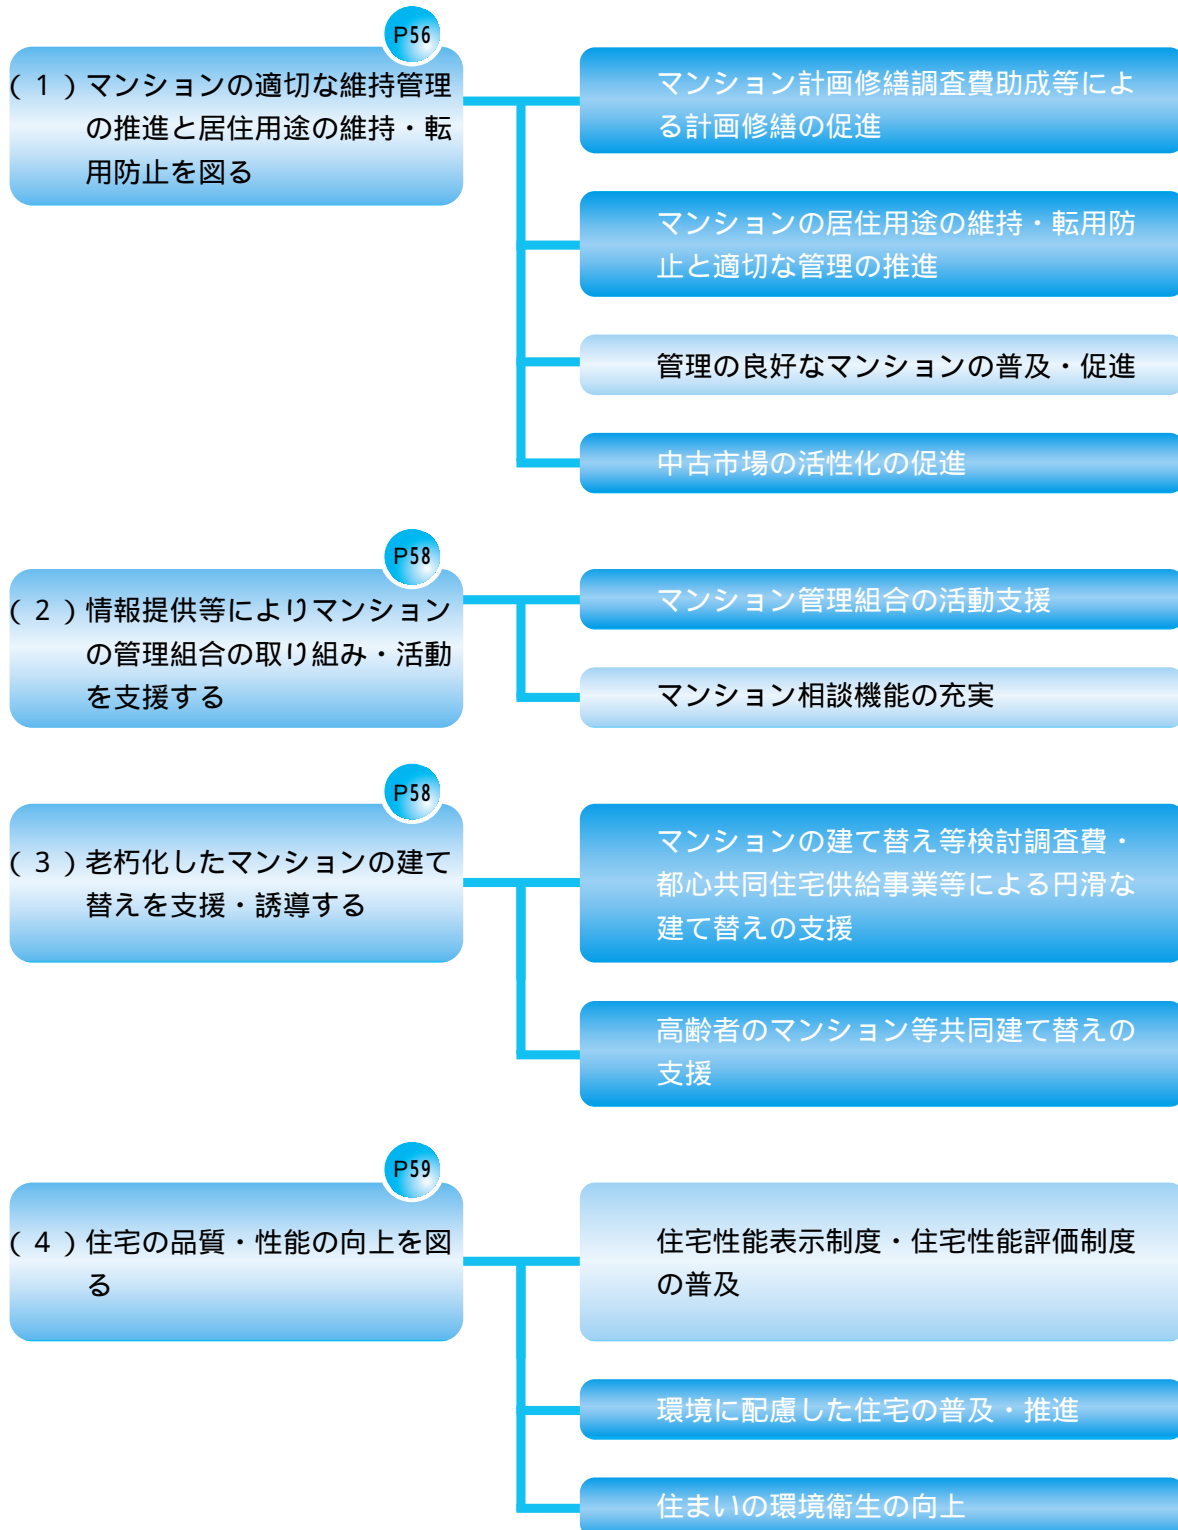 P56
(1)マンションの適切な維持管理
の推進と居住用途の維持・転
用防止を図る
マンション計画修繕調査費助成等によ
る計画修繕の促進
マンションの居住用途の維持・転用防
止と適切な管理の推進
管理の良好なマンションの普及・促進
中古市場の活性化の促進
P58
(2)情報提供等によりマンション
の管理組合の取り組み・活動
を支援する
マンション管理組合の活動支援
マンション相談機能の充実
P58
(3)老朽化したマンションの建て
替えを支援・誘導する
マンションの建て替え等検討調査費・
都心共同住宅供給事業等による円滑な
建て替えの支援
高齢者のマンション等共同建て替えの
支援
P59
(4)住宅の品質・性能の向上を図
る
住宅性能表示制度・住宅性能評価制度
の普及
環境に配慮した住宅の普及・推進
住まいの環境衛生の向上